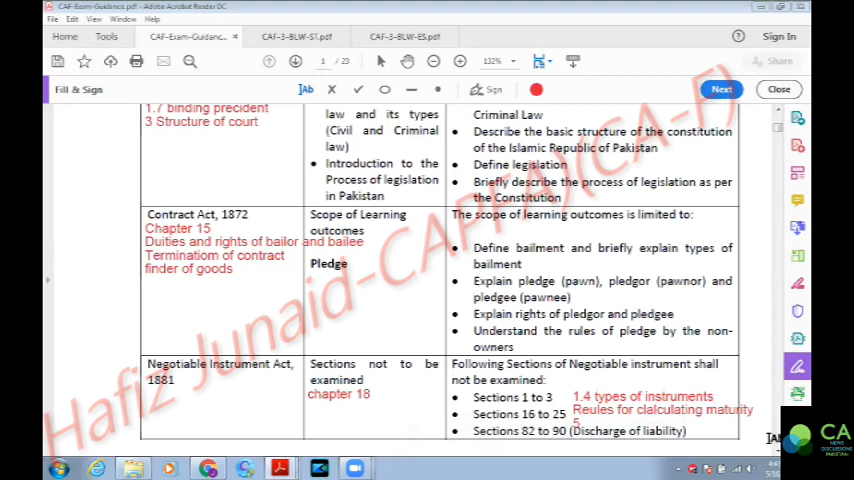 CAF-Exam-Guidance.pdf - Adobe Acrobat Reader DC
File Edit View Window Help
Home Tools CAF-Exam-Guidanc... × CAF-3-BLW-ST.pdf CAF-3-BLW-ES.pdf Sign In
1 / 23 132% Share
Fill & Sign Ab Sign Next Close
1.7 binding precident
3 Structure of court
law and its types
(Civil and Criminal
law)
• Introduction to the
Process of legislation
in Pakistan
Criminal Law
• Describe the basic structure of the constitution
of the Islamic Republic of Pakistan
• Define legislation
• Briefly describe the process of legislation as per
the Constitution
Contract Act, 1872
Chapter 15
Duities and rights of bailor and bailee
Terminatiom of contract
finder of goods
Scope of Learning
outcomes
Pledge
The scope of learning outcomes is limited to:
• Define bailment and briefly explain types of
bailment
• Explain pledge (pawn), pledgor (pawnor) and
pledgee (pawnee)
• Explain rights of pledgor and pledgee
• Understand the rules of pledge by the non-
owners
Negotiable Instrument Act,
1881
Sections not to be
examined
chapter 18
Following Sections of Negotiable instrument shall
not be examined:
• Sections 1 to 3 1.4 types of instruments
• Sections 16 to 25 Reules for clalculating maturity
5
• Sections 82 to 90 (Discharge of liability)
Hafiz Junaid-CAPFA)(CA-F)
CA
NEWS
DISCUSSIONS
PAKISTAN